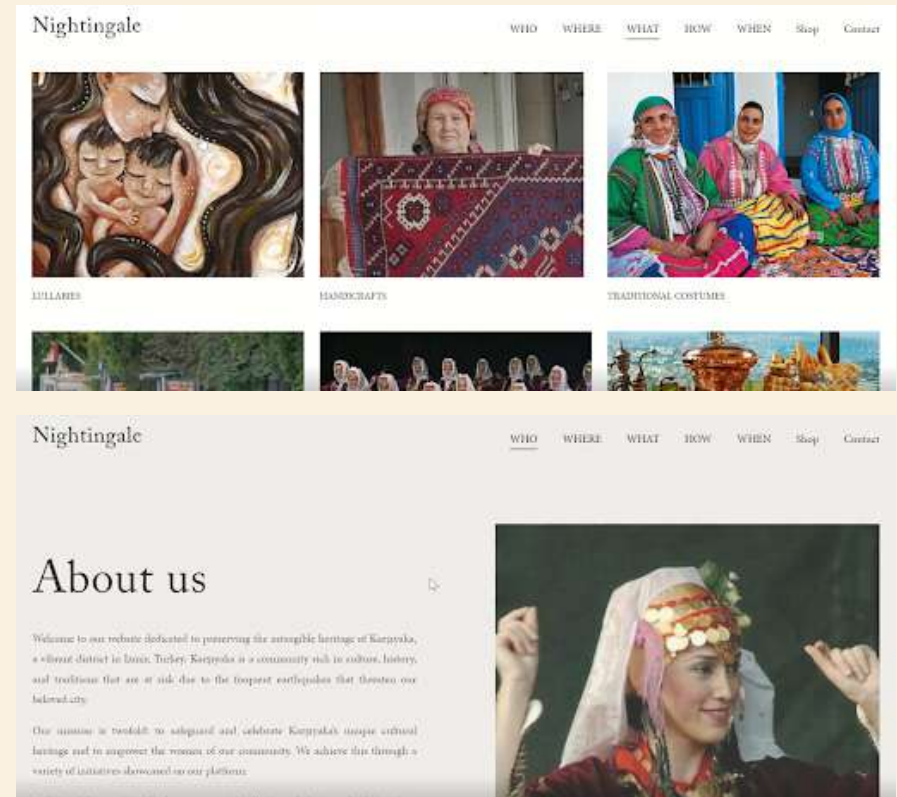 Nightingale
WHO WHERE WHAT HOW WHEN Shop Contact
LULLABIES HANDICRAFTS TRADITIONAL COSTUMES
Nightingale
WHO WHERE WHAT HOW WHEN Shop Contact
About us
Welcome to our website dedicated to preserving the intangible heritage of Karşıyaka,
a vibrant district in Izmir, Turkey. Karşıyaka is a community rich in culture, history,
and traditions that are at risk due to the frequent earthquakes that threaten our
beloved city.
Our mission is twofold: to safeguard and celebrate Karşıyaka's unique cultural
heritage and to empower the women of our community. We achieve this through a
variety of initiatives showcased on our platform: